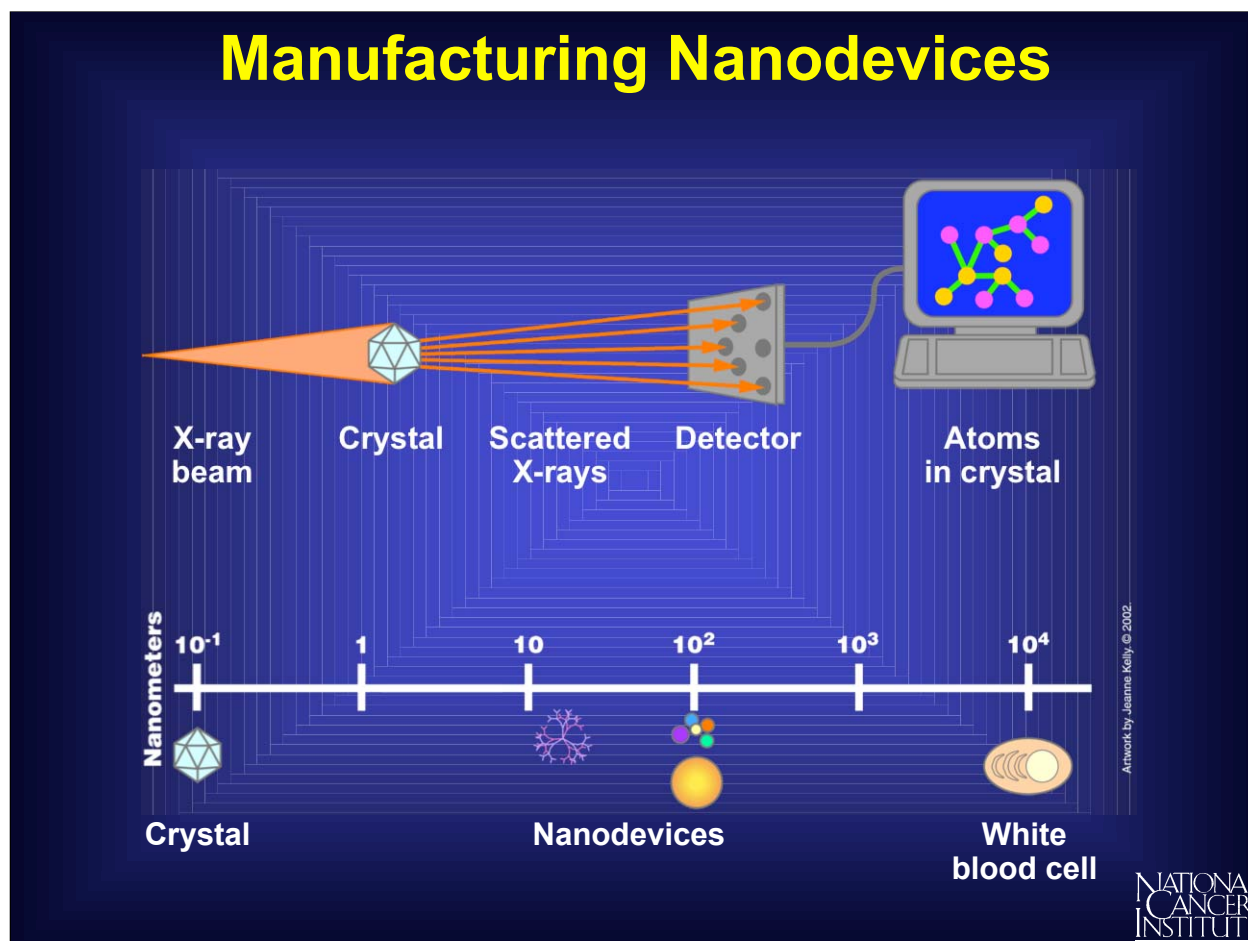 Manufacturing Nanodevices
X-ray
beam
Crystal
Scattered
X-rays
Detector
Atoms
in crystal
Nanometers
10⁻¹
1
10
10²
10³
10⁴
Crystal
Nanodevices
White
blood cell
Artwork by Jeanne Kelly. © 2002.
NATIONA
CANCER
INSTITUT